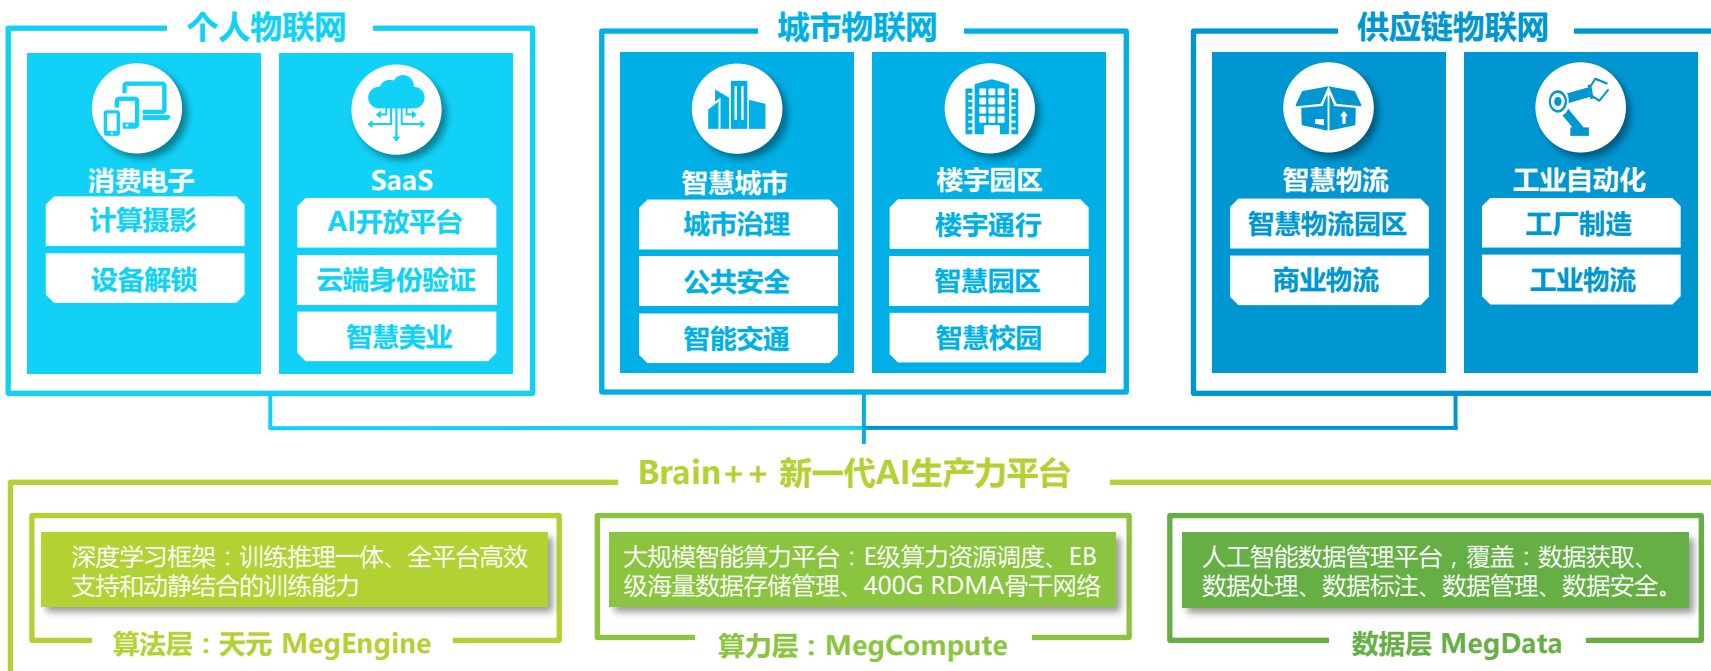 个人物联网
消费电子
计算摄影
设备解锁
SaaS
AI开放平台
云端身份验证
智慧美业
城市物联网
智慧城市
城市治理
公共安全
智能交通
楼宇园区
楼宇通行
智慧园区
智慧校园
供应链物联网
智慧物流
智慧物流园区
商业物流
工业自动化
工厂制造
工业物流
Brain++ 新一代AI生产力平台
深度学习框架：训练推理一体、全平台高效
支持和动静结合的训练能力
算法层：天元 MegEngine
大规模智能算力平台：E级算力资源调度、EB
级海量数据存储管理、400G RDMA骨干网络
算力层：MegCompute
人工智能数据管理平台，覆盖：数据获取、
数据处理、数据标注、数据管理、数据安全。
数据层 MegData